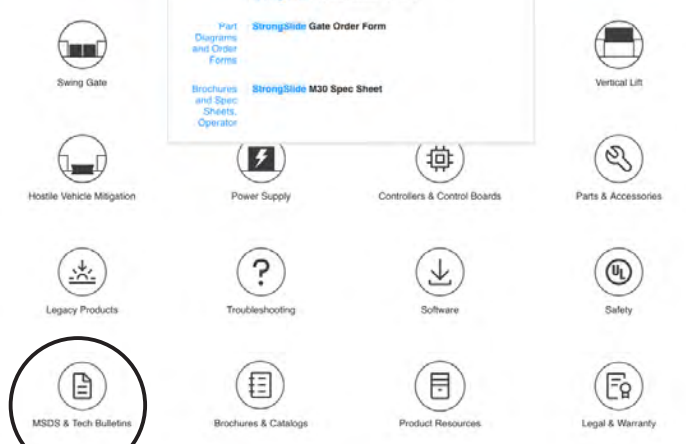 Part
Diagrams
and Order
Forms
StrongSlide Gate Order Form
Brochures
and Spec
Sheets,
Operator
StrongSlide M30 Spec Sheet
Swing Gate
Vertical Lift
Hostile Vehicle Mitigation
Power Supply
Controllers & Control Boards
Parts & Accessories
Legacy Products
Troubleshooting
Software
UL
Safety
MSDS & Tech Bulletins
Brochures & Catalogs
Product Resources
Legal & Warranty